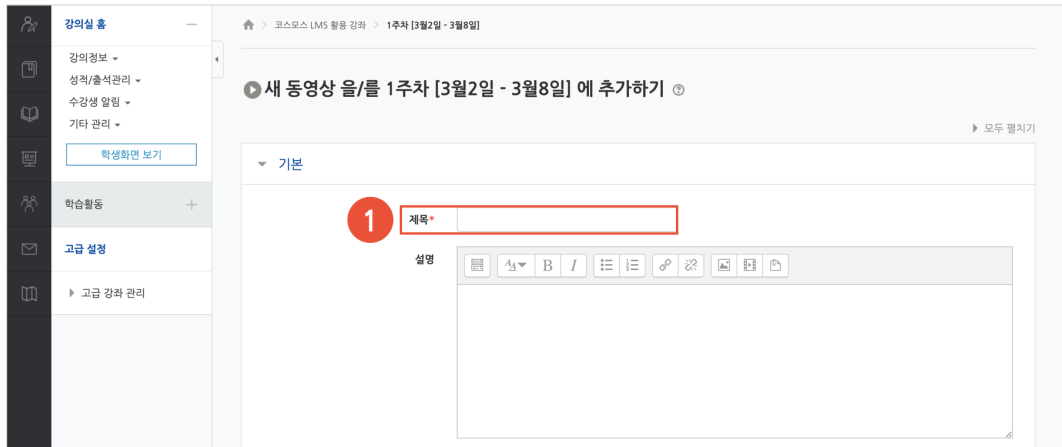 강의실 홈
코스모스 LMS 활용 강좌 > 1주차 [3월2일 - 3월8일]
강의정보
성적/출석관리
수강생 알림
기타 관리
학생화면 보기
학습활동
고급 설정
고급 강좌 관리
새 동영상 을/를 1주차 [3월2일 - 3월8일] 에 추가하기
모두 펼치기
기본
1
제목*
설명
B I